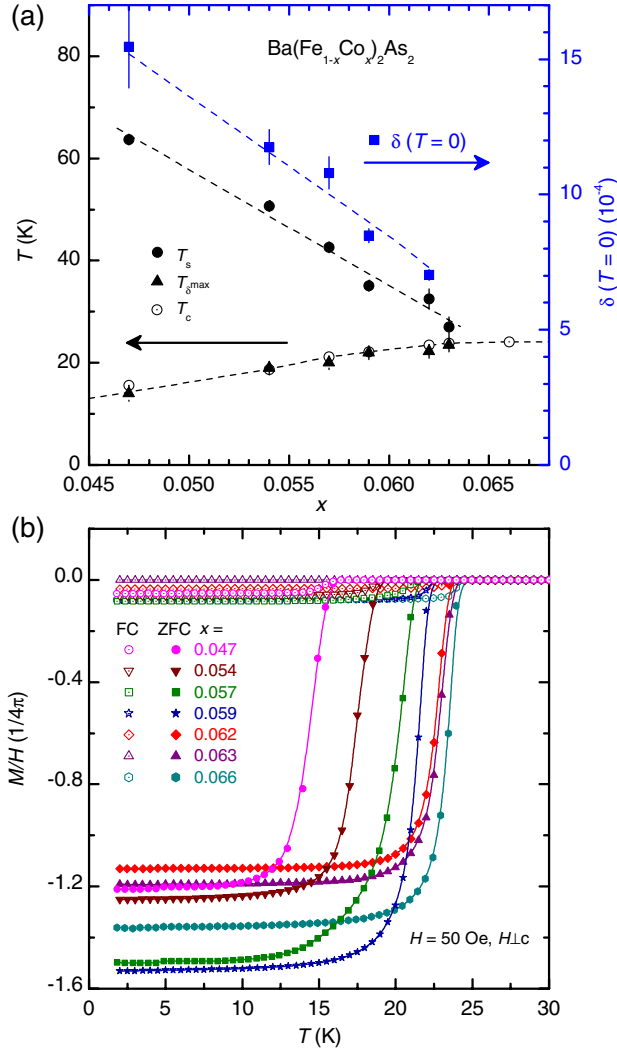 (a)
Ba(Fe1-xCox)2As2
80
60
40
20
0
T (K)
δ (T = 0)
Ts
Tδmax
Tc
15
10
5
0
δ (T = 0) (10-4)
0.045
0.050
0.055
0.060
0.065
x
(b)
0.0
-0.4
-0.8
-1.2
-1.6
M/H (1/4π)
FC ZFC x =
0.047
0.054
0.057
0.059
0.062
0.063
0.066
H = 50 Oe, H⊥c
0 5 10 15 20 25 30
T (K)